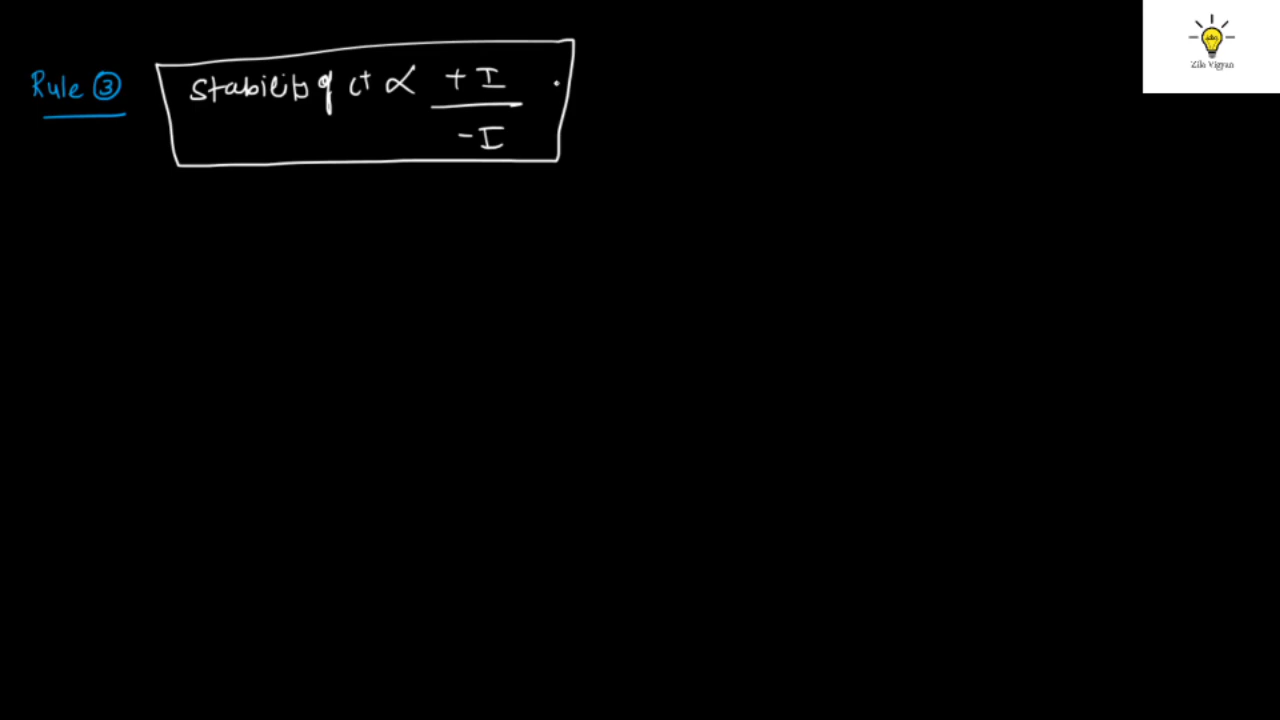 Rule ③ Stability of C⁺ ∝ +I
-I
Zila Vigyan